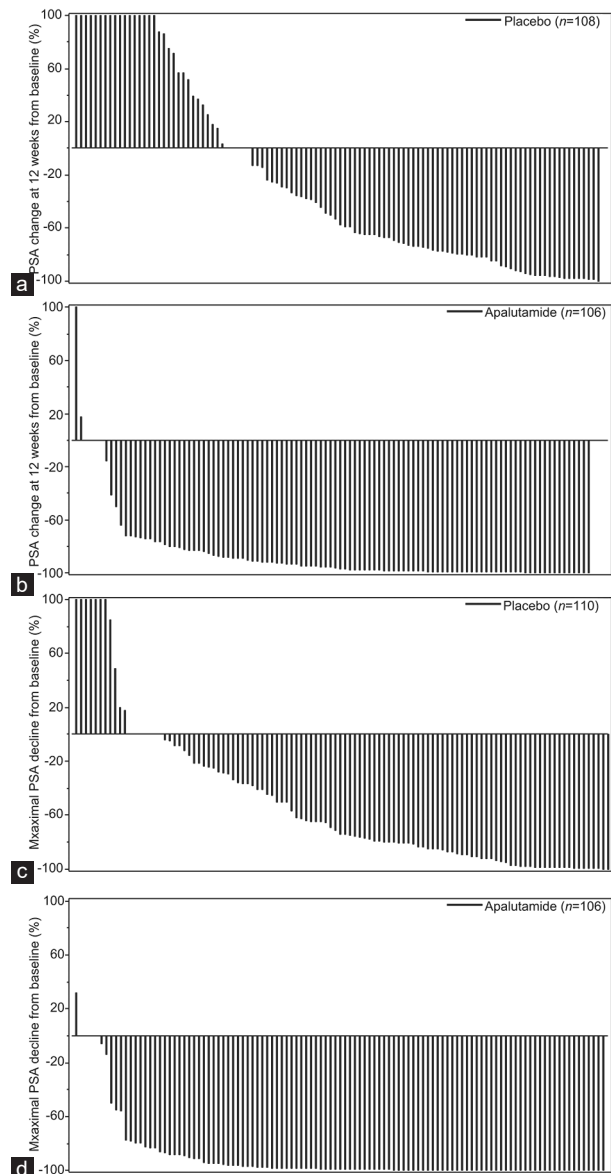 100
60
20
-20
-60
-100
PSA change at 12 weeks from baseline (%)
Placebo (n=108)
a
100
60
20
-20
-60
-100
PSA change at 12 weeks from baseline (%)
Apalutamide (n=106)
b
100
60
20
-20
-60
-100
Mxaximal PSA decline from baseline (%)
Placebo (n=110)
c
100
60
20
-20
-60
-100
Mxaximal PSA decline from baseline (%)
Apalutamide (n=106)
d